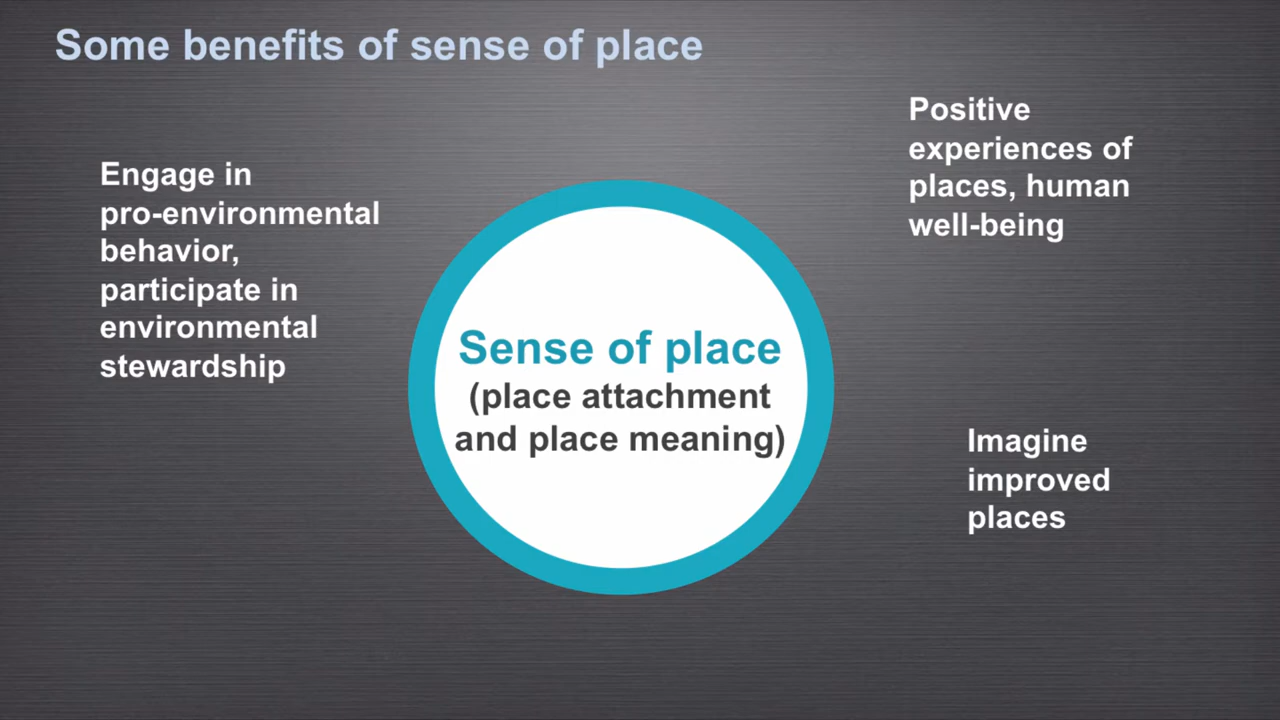 Some benefits of sense of place
Engage in
pro-environmental
behavior,
participate in
environmental
stewardship
Sense of place
(place attachment
and place meaning)
Positive
experiences of
places, human
well-being
Imagine
improved
places